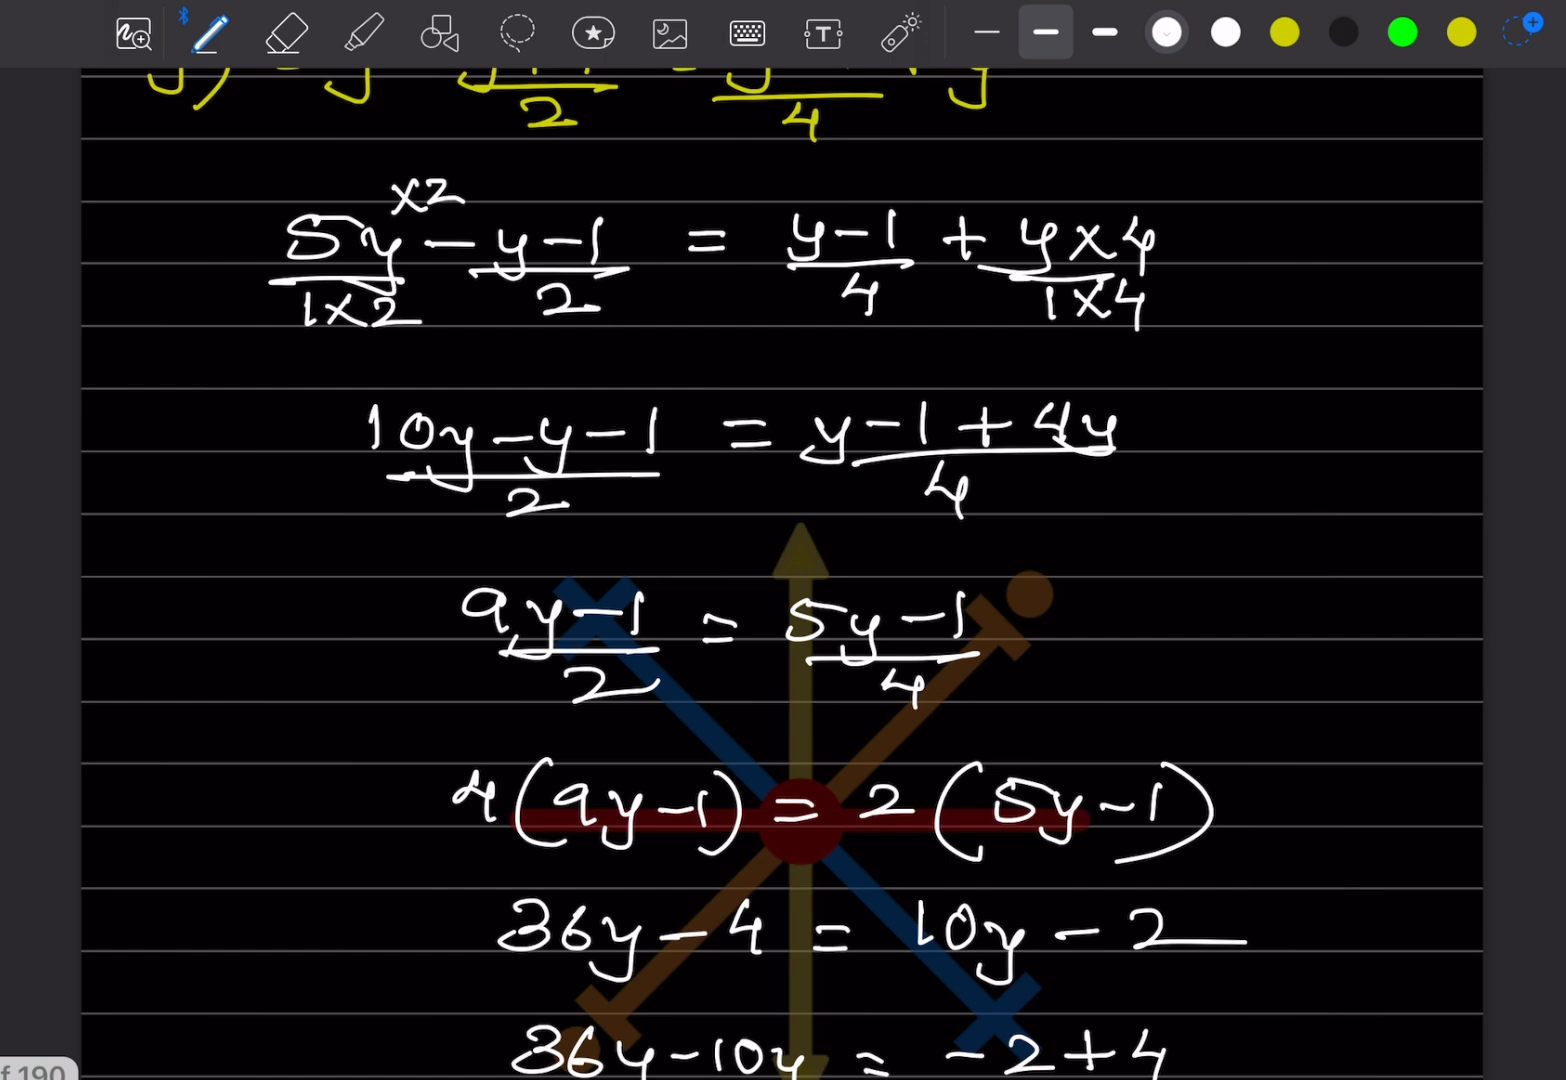 5y×2/1×2 - y-1/2 = y-1/4 + y×4/1×4
10y-y-1/2 = y-1+4y/4
9y-1/2 = 5y-1/4
4(9y-1) = 2(5y-1)
36y-4 = 10y-2
36y-10y = -2+4
f 190